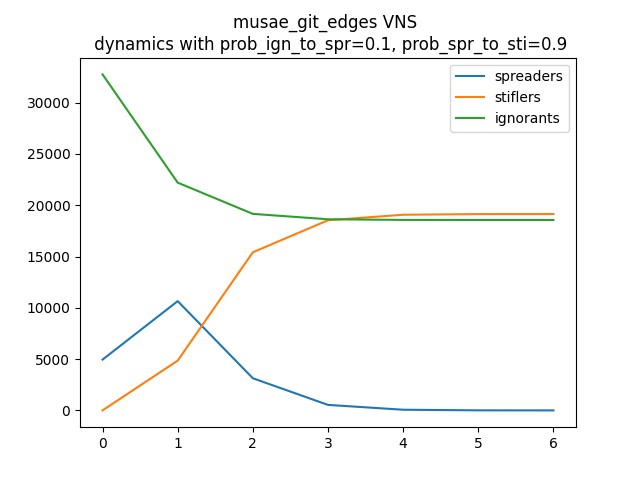 musae_git_edges VNS
dynamics with prob_ign_to_spr=0.1, prob_spr_to_sti=0.9
spreaders
stiflers
ignorants
30000
25000
20000
15000
10000
5000
0
0 1 2 3 4 5 6